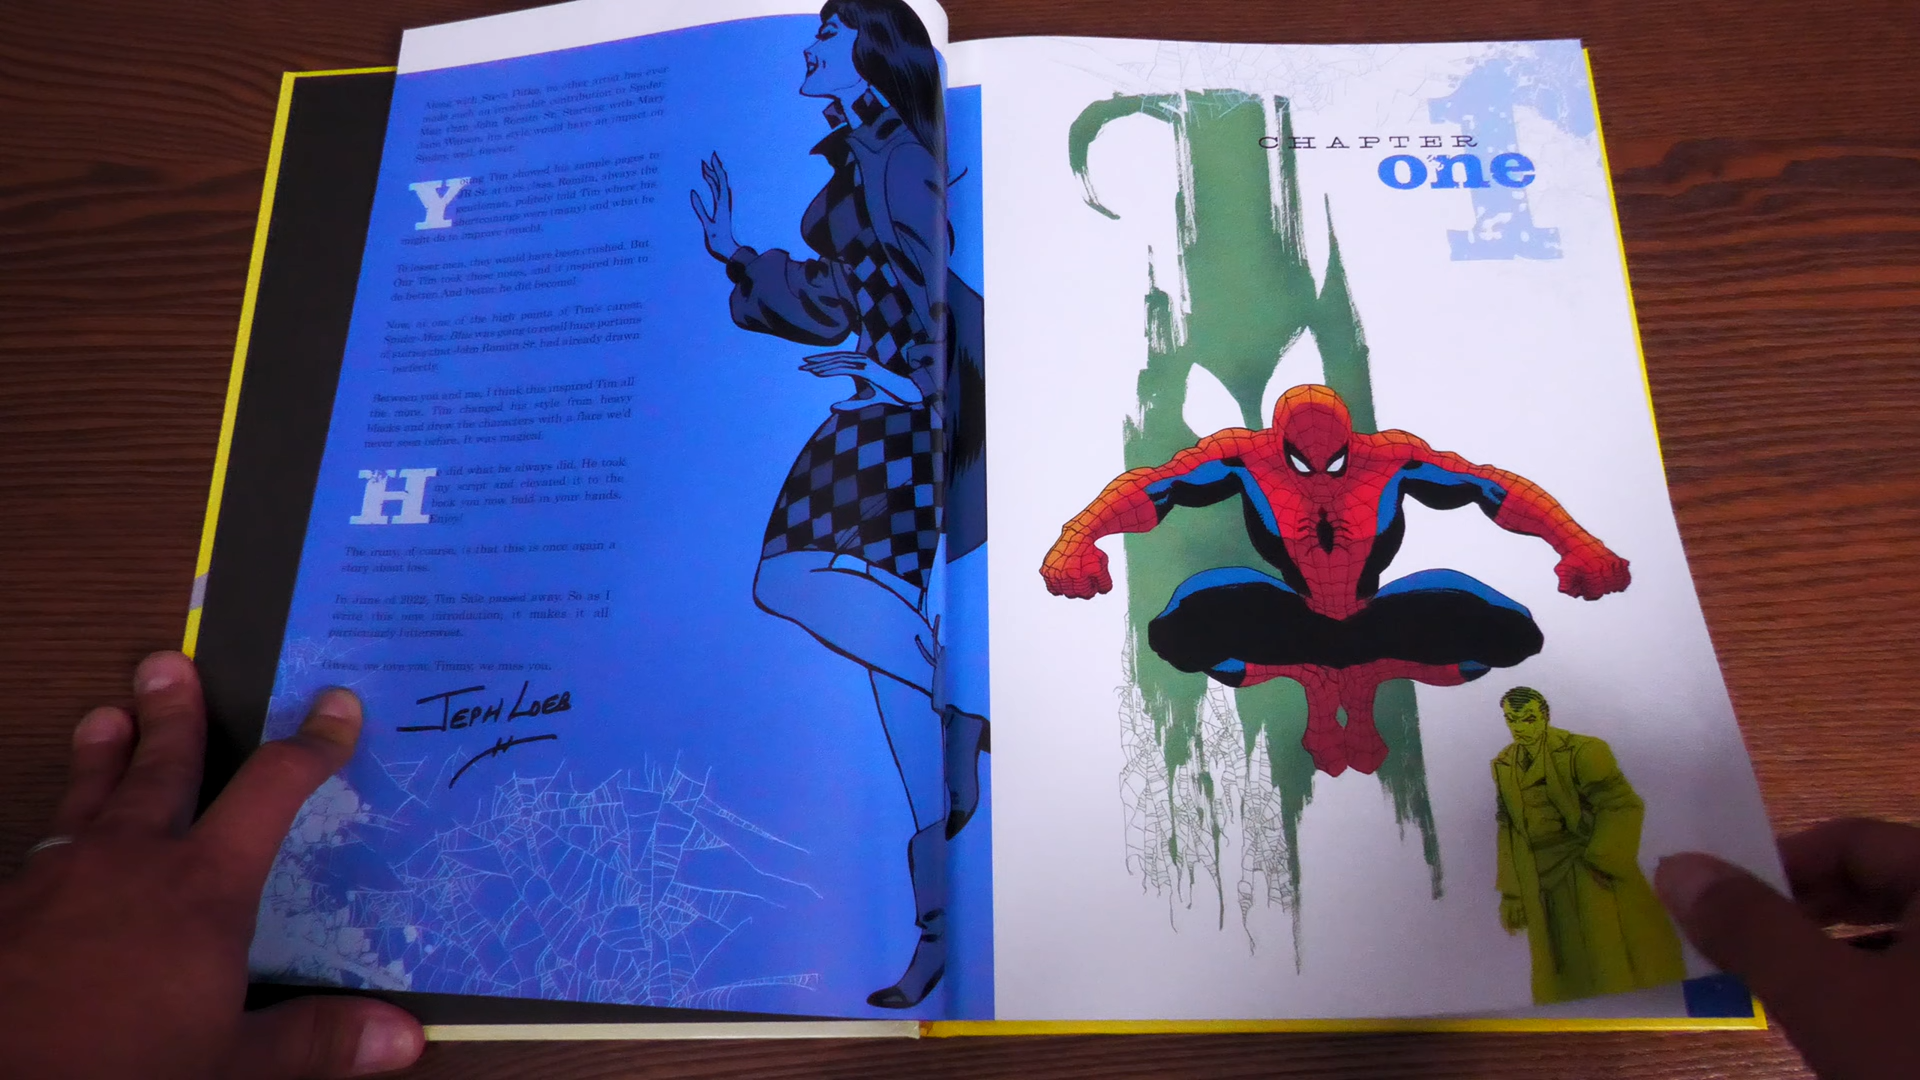 Along with Steve Ditko, no other artist has ever
made such an invaluable contribution to Spider-
Man than John Romita Sr. Starting with Mary
Jane Watson, his style would have an impact on
Spidey, well, forever.
Young Tim showed his sample pages to
JR Sr. at this class. Romita, always the
gentleman, politely told Tim where his
shortcomings were (many) and what he
might do to improve (much).
To lesser men, they would have been crushed. But
Our Tim took those notes, and it inspired him to
do better. And better he did become!
Now, at one of the high points of Tim's career,
Spider-Man: Blue was going to retell huge portions
of stories that John Romita Sr. had already drawn
— perfectly.
Between you and me, I think this inspired Tim all
the more. Tim changed his style from heavy
blacks and drew the characters with a flare we'd
never seen before. It was magical.
He did what he always did. He took
my script and elevated it to the
book you now hold in your hands.
Enjoy!
The irony, of course, is that this is once again a
story about loss.
In June of 2022, Tim Sale passed away. So as I
write this new introduction, it makes it all
particularly bittersweet.
Gwen, we love you. Timmy, we miss you.
JEPH LOEB
1
CHAPTER
one